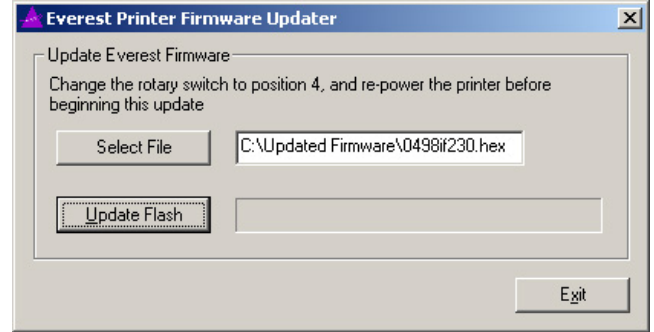 Everest Printer Firmware Updater
Update Everest Firmware
Change the rotary switch to position 4, and re-power the printer before
beginning this update
Select File
C:\Updated Firmware\0498if230.hex
Update Flash
Exit